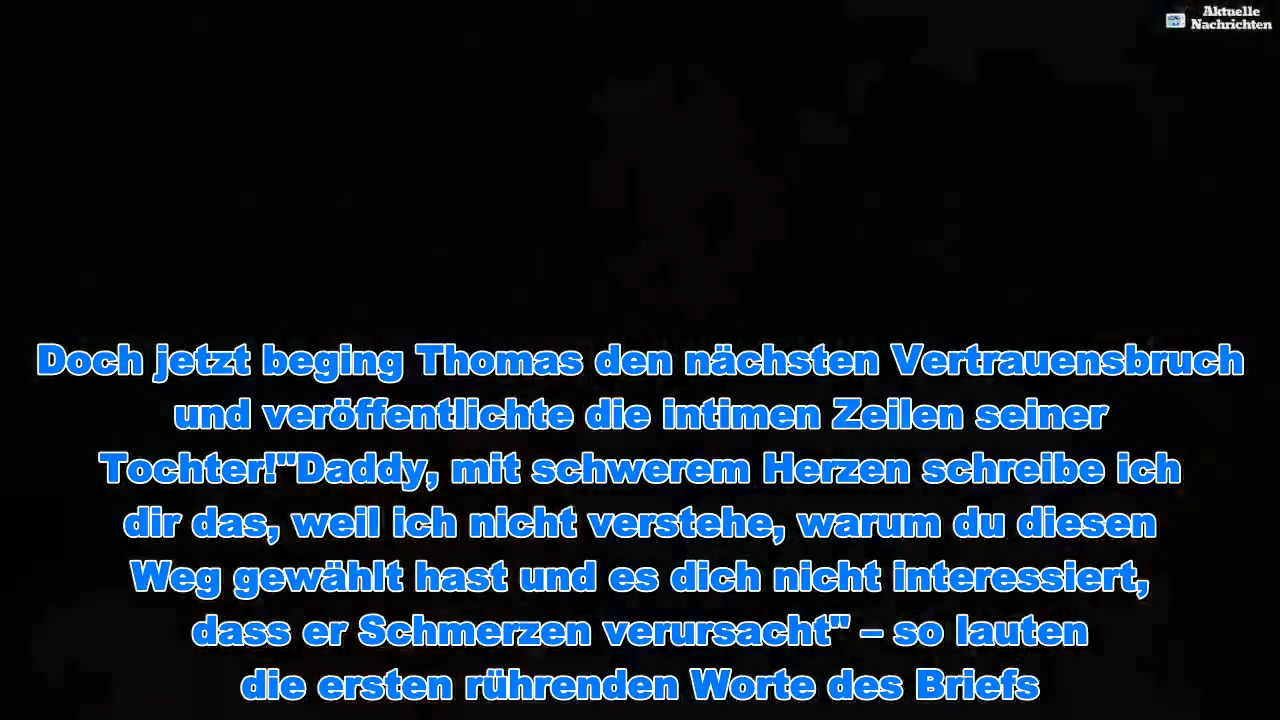 Aktuelle
Nachrichten
Doch jetzt beging Thomas den nächsten Vertrauensbruch
und veröffentlichte die intimen Zeilen seiner
Tochter!"Daddy, mit schwerem Herzen schreibe ich
dir das, weil ich nicht verstehe, warum du diesen
Weg gewählt hast und es dich nicht interessiert,
dass er Schmerzen verursacht" – so lauten
die ersten rührenden Worte des Briefs